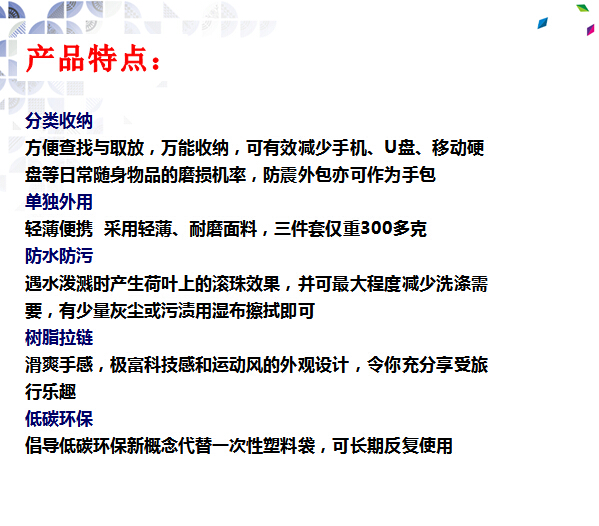 产品特点：
分类收纳
方便查找与取放，万能收纳，可有效减少手机、U盘、移动硬
盘等日常随身物品的磨损机率，防震外包亦可作为手包
单独外用
轻薄便携  采用轻薄、耐磨面料，三件套仅重300多克
防水防污
遇水泼溅时产生荷叶上的滚珠效果，并可最大程度减少洗涤需
要，有少量灰尘或污渍用湿布擦拭即可
树脂拉链
滑爽手感，极富科技感和运动风的外观设计，令你充分享受旅
行乐趣
低碳环保
倡导低碳环保新概念代替一次性塑料袋，可长期反复使用